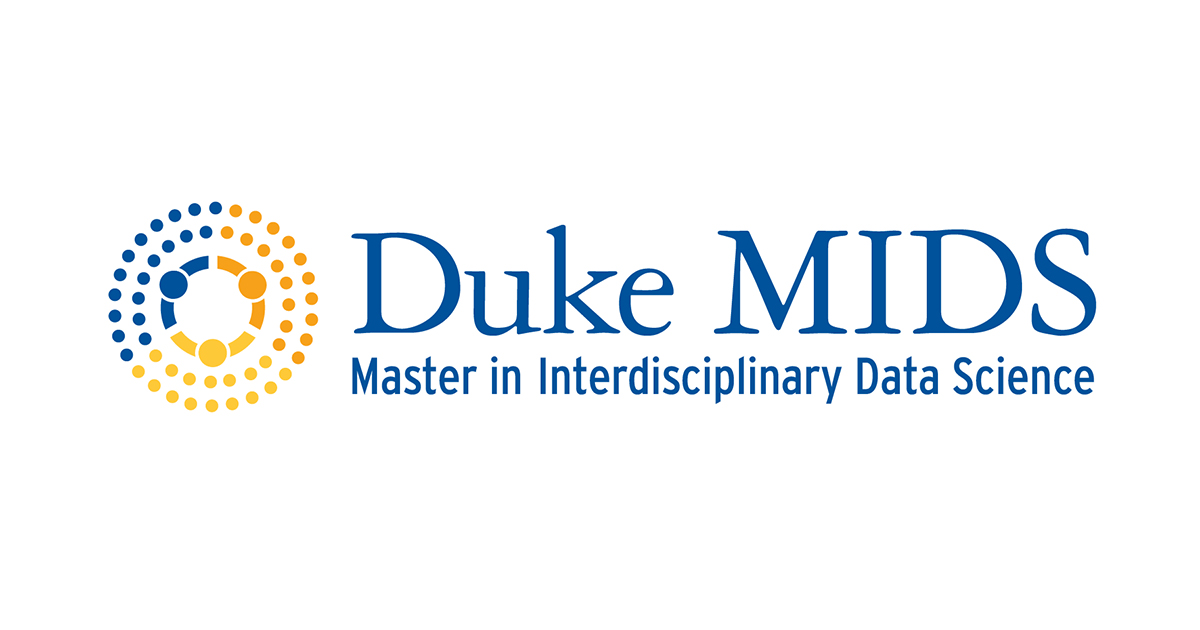 Duke MIDS
Master in Interdisciplinary Data Science